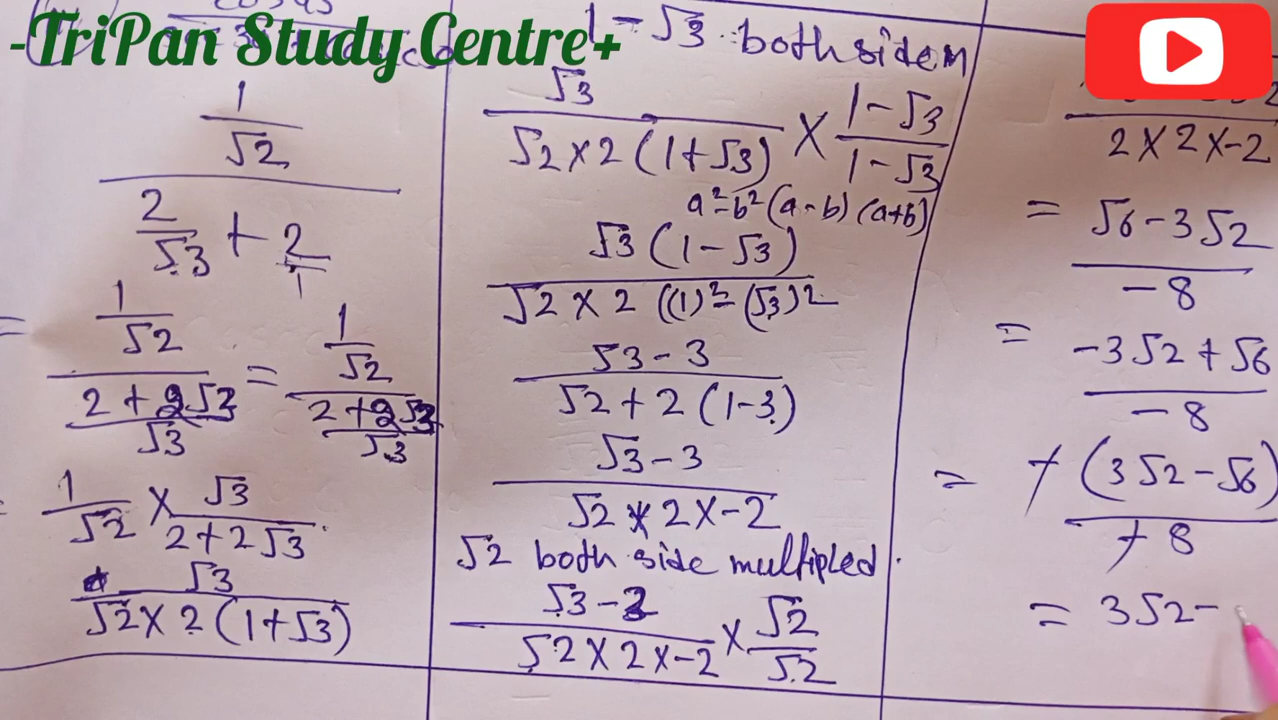 -TriPan Study Centre+
1/√2
2/√3 + 2/1
= 1/√2 / (2+2√3)/√3 = 1/√2 / (2+2√3)/√3
= 1/√2 × √3/(2+2√3)
√3/(√2×2(1+√3))
1-√3 both side m
√3/(√2×2(1+√3)) × (1-√3)/(1-√3)
a²-b²(a-b)(a+b)
√3(1-√3)/(√2×2((1)²-(√3)²
(√3-3)/(√2+2(1-3))
(√3-3)/(√2×2×-2)
√2 both side multipled.
(√3-3)/(√2×2×-2) × √2/√2
2×2×-2
= (√6-3√2)/-8
= (-3√2+√6)/-8
= -(3√2-√6)/-8
= 3√2-